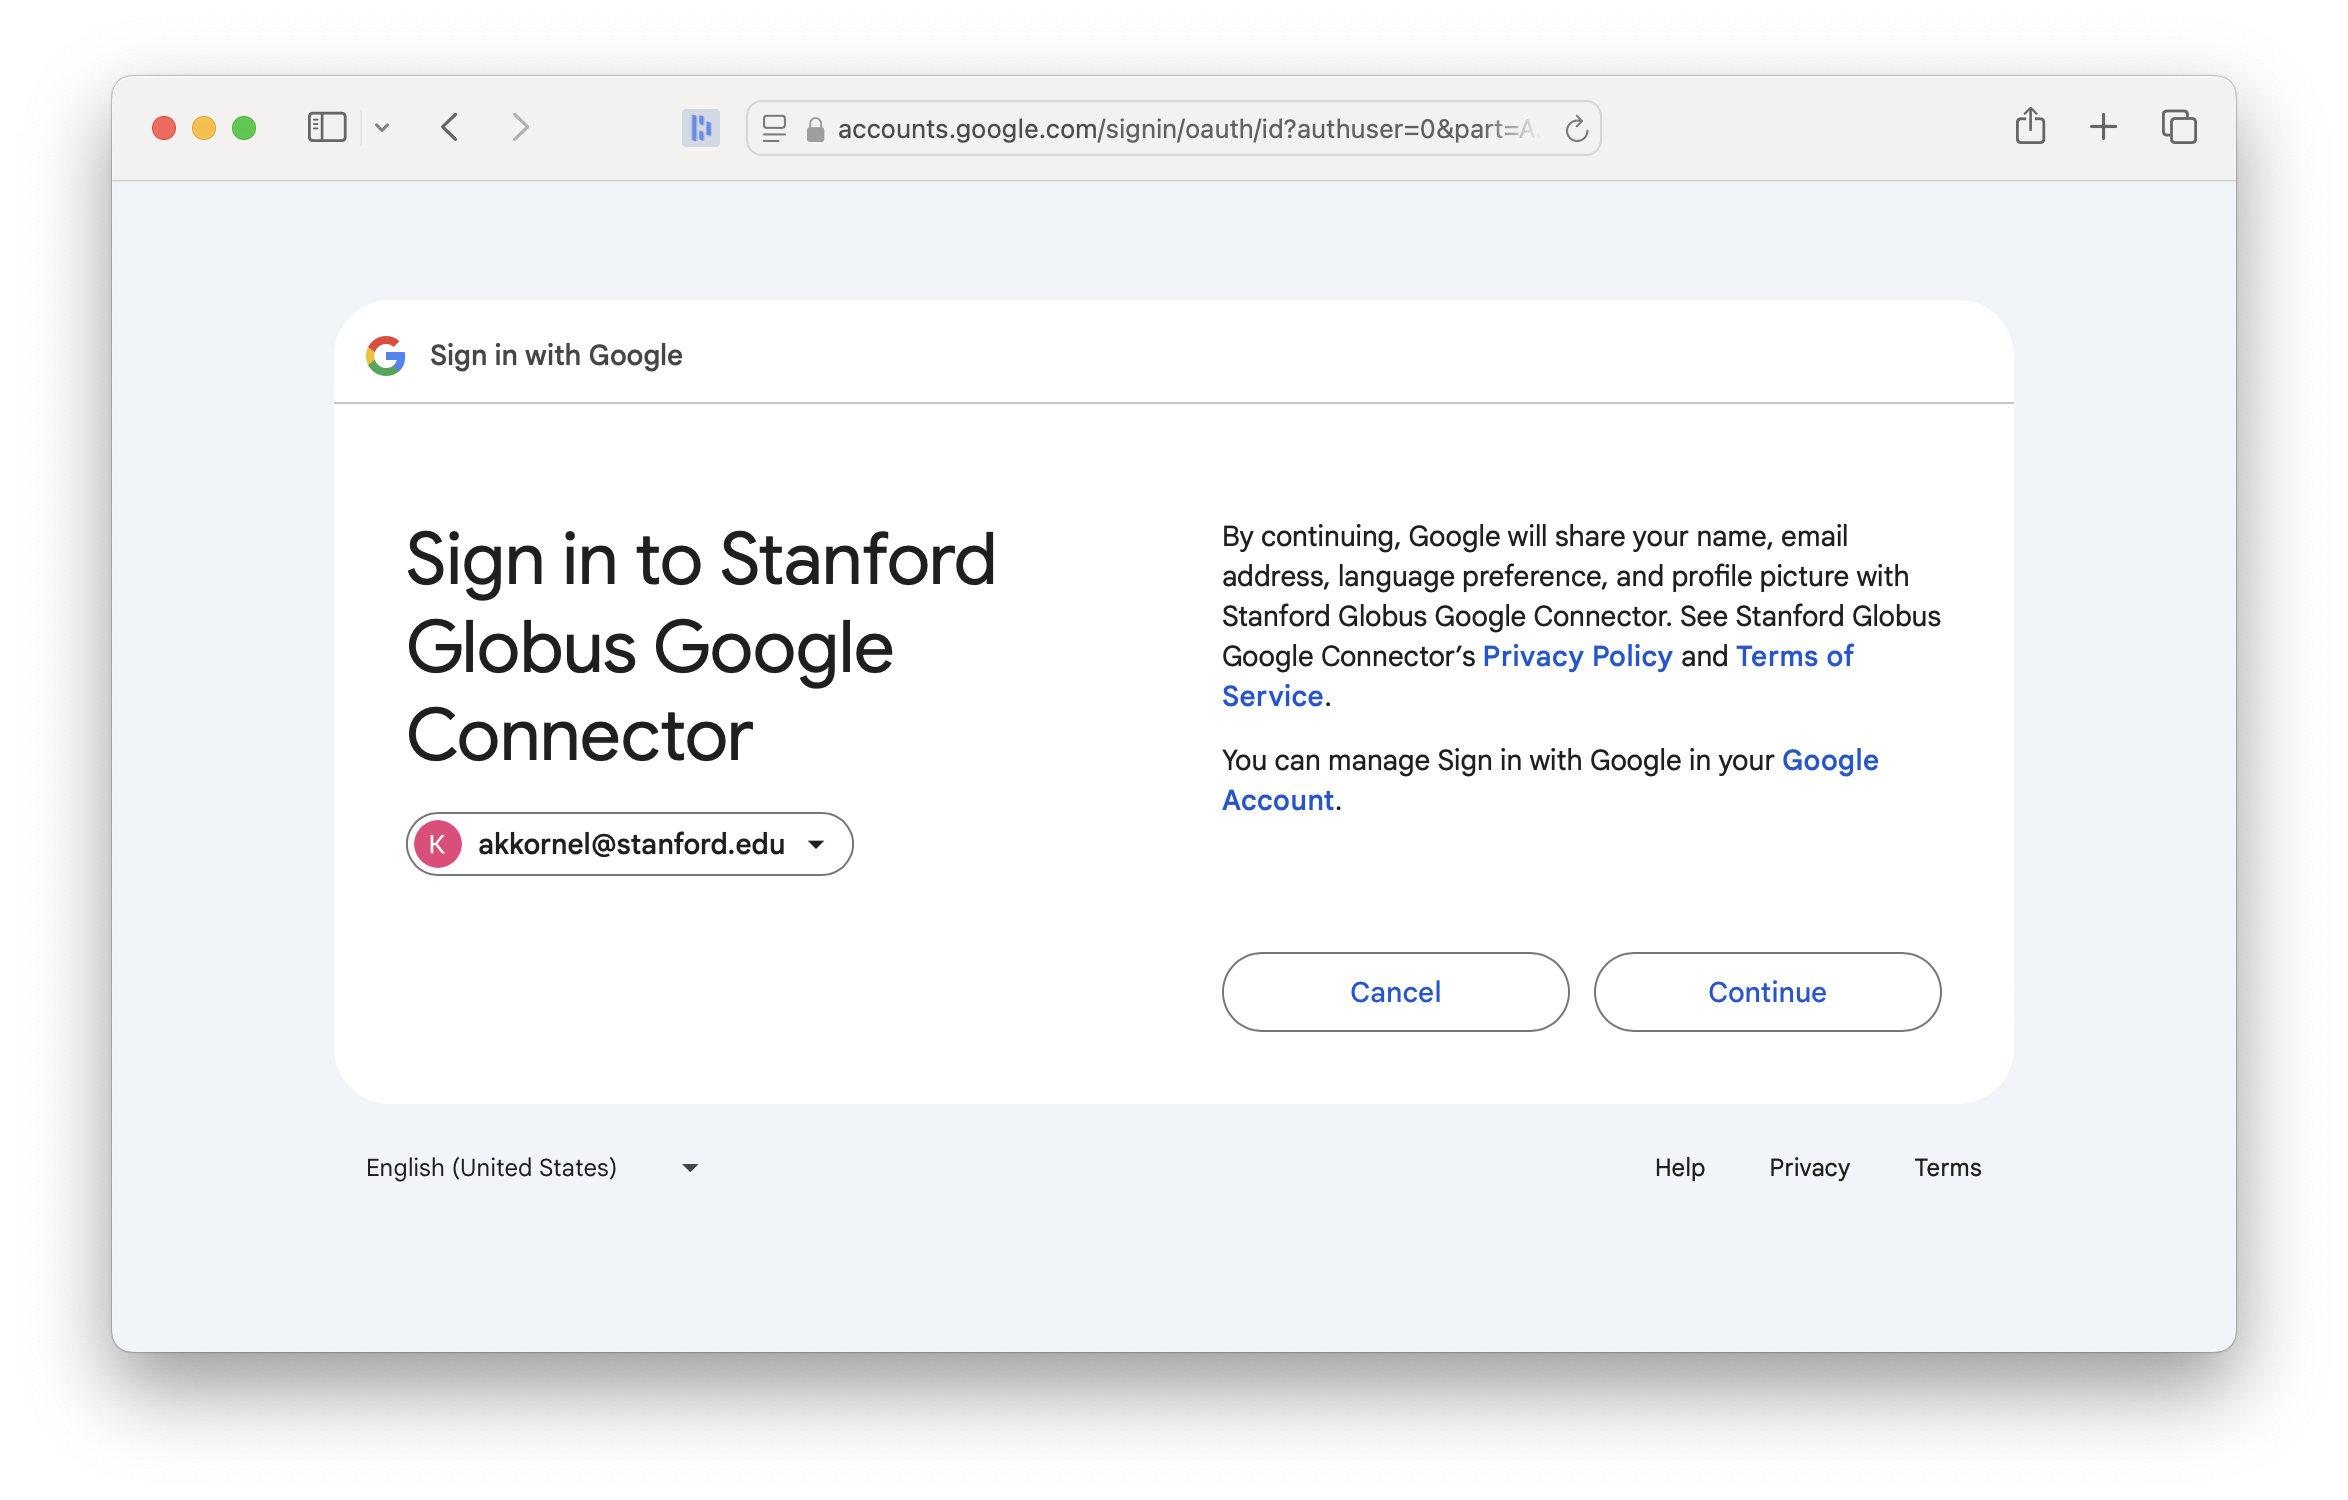 accounts.google.com/signin/oauth/id?authuser=0&part=A
Sign in with Google
Sign in to Stanford
Globus Google
Connector
K
akkornel@stanford.edu
By continuing, Google will share your name, email
address, language preference, and profile picture with
Stanford Globus Google Connector. See Stanford Globus
Google Connector’s Privacy Policy and Terms of
Service.
You can manage Sign in with Google in your Google
Account.
Cancel
Continue
English (United States)
Help
Privacy
Terms